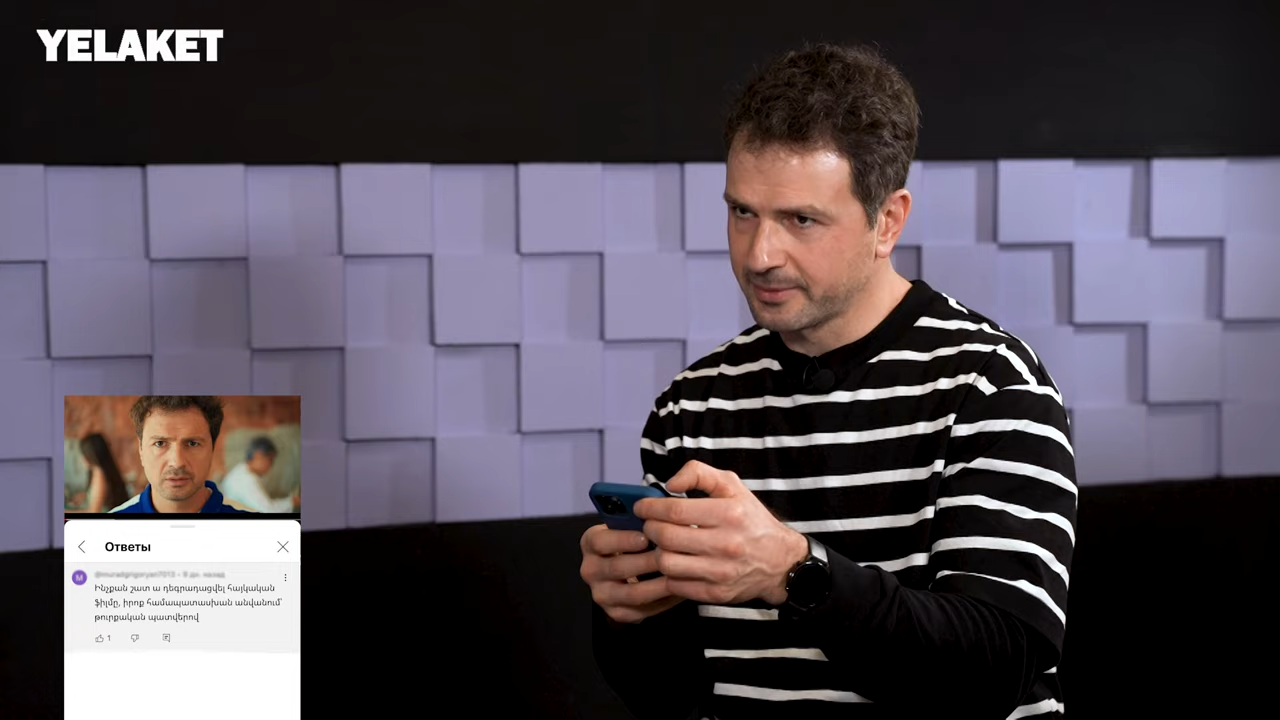 YELAKET
Ответы
M
Ինչքան շատ ա դեգրադացվել հայկական
ֆիլմը, իրոք համապատասխան անվանում՝
թուրքական պատվերով
1